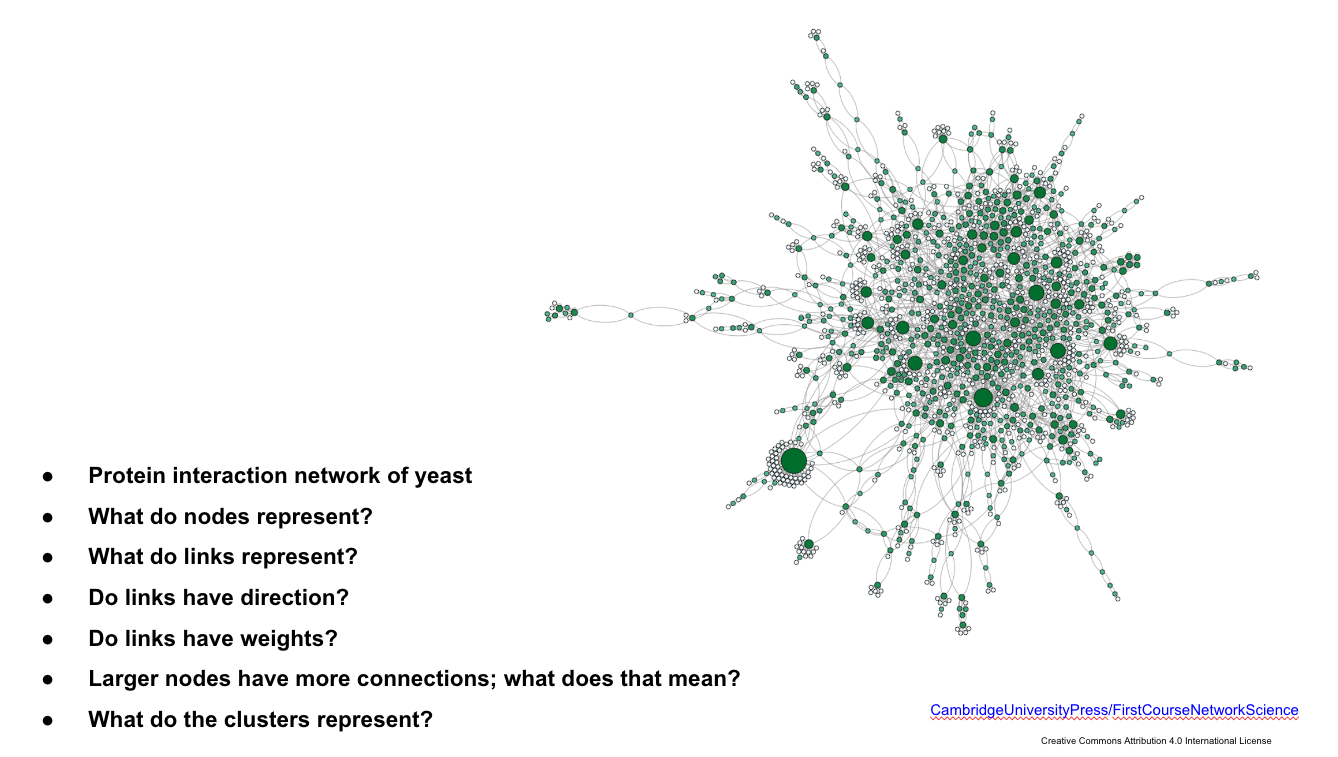 ● Protein interaction network of yeast
● What do nodes represent?
● What do links represent?
● Do links have direction?
● Do links have weights?
● Larger nodes have more connections; what does that mean?
● What do the clusters represent?
CambridgeUniversityPress/FirstCourseNetworkScience
Creative Commons Attribution 4.0 International License